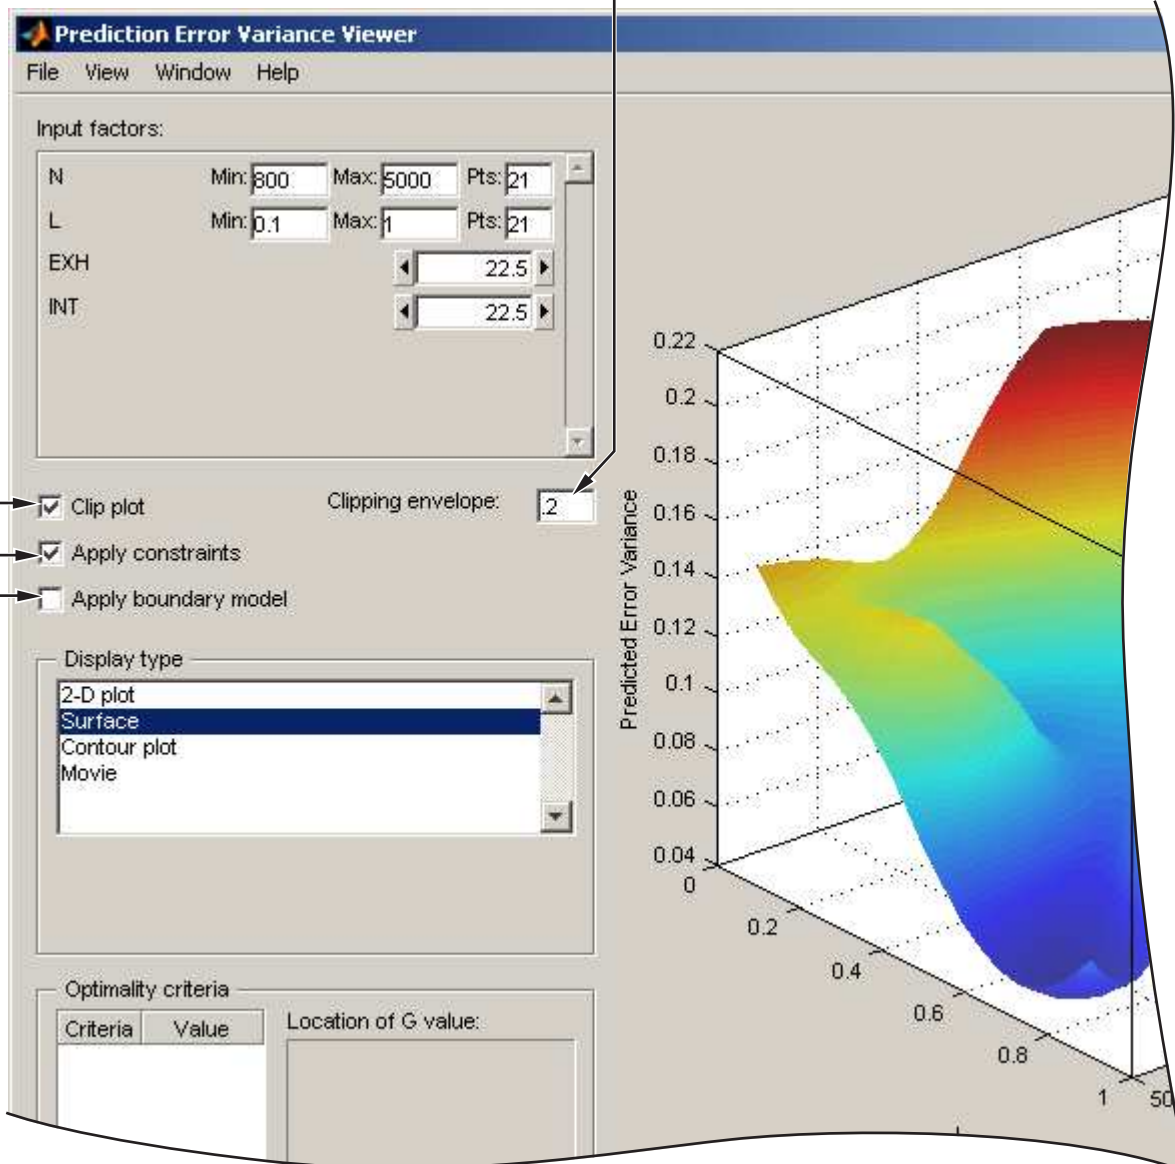 Prediction Error Variance Viewer
File View Window Help
Input factors:
N Min: 800 Max: 5000 Pts: 21
L Min: 0.1 Max: 1 Pts: 21
EXH 22.5
INT 22.5
Clip plot Clipping envelope: .2
Apply constraints
Apply boundary model
Display type
2-D plot
Surface
Contour plot
Movie
Optimality criteria
Criteria Value Location of G value:
Predicted Error Variance
0.22
0.2
0.18
0.16
0.14
0.12
0.1
0.08
0.06
0.04
0
0.2
0.4
0.6
0.8
1